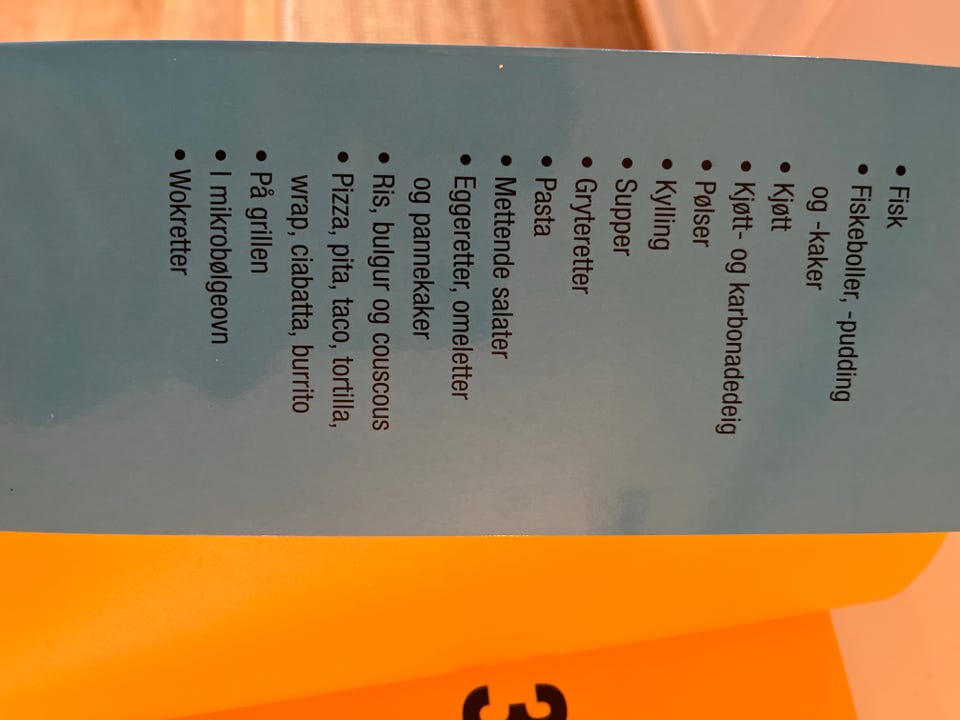 • Fisk
• Fiskeboller, -pudding
og -kaker
• Kjøtt
• Kjøtt- og karbonadedeig
• Pølser
• Kylling
• Supper
• Gryteretter
• Pasta
• Mettende salater
• Eggeretter, omeletter
og pannekaker
• Ris, bulgur og couscous
• Pizza, pita, taco, tortilla,
wrap, ciabatta, burrito
• På grillen
• I mikrobølgeovn
• Wokretter
3